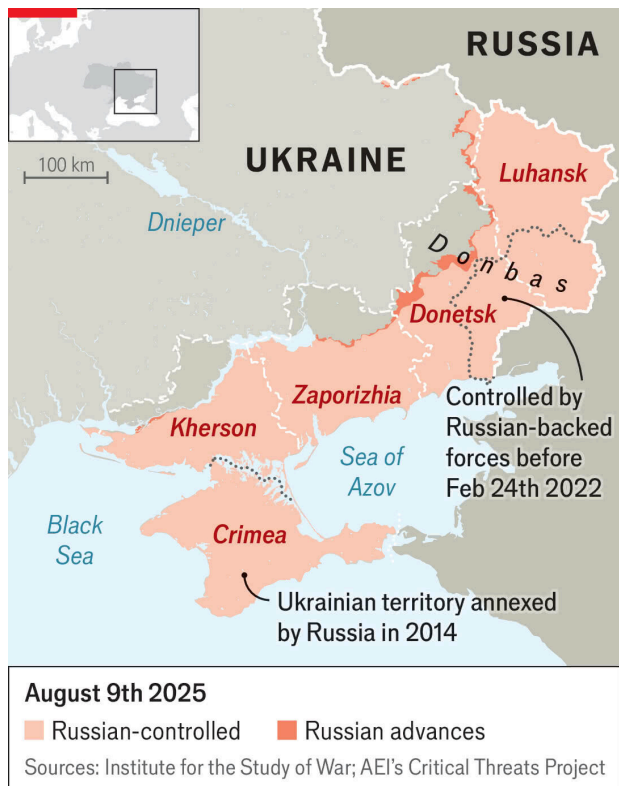 RUSSIA
100 km
UKRAINE
Luhansk
Dnieper
Donbas
Donetsk
Zaporizhia
Kherson
Controlled by
Russian-backed
forces before
Feb 24th 2022
Sea of
Azov
Black
Sea
Crimea
Ukrainian territory annexed
by Russia in 2014
August 9th 2025
Russian-controlled
Russian advances
Sources: Institute for the Study of War; AEI’s Critical Threats Project